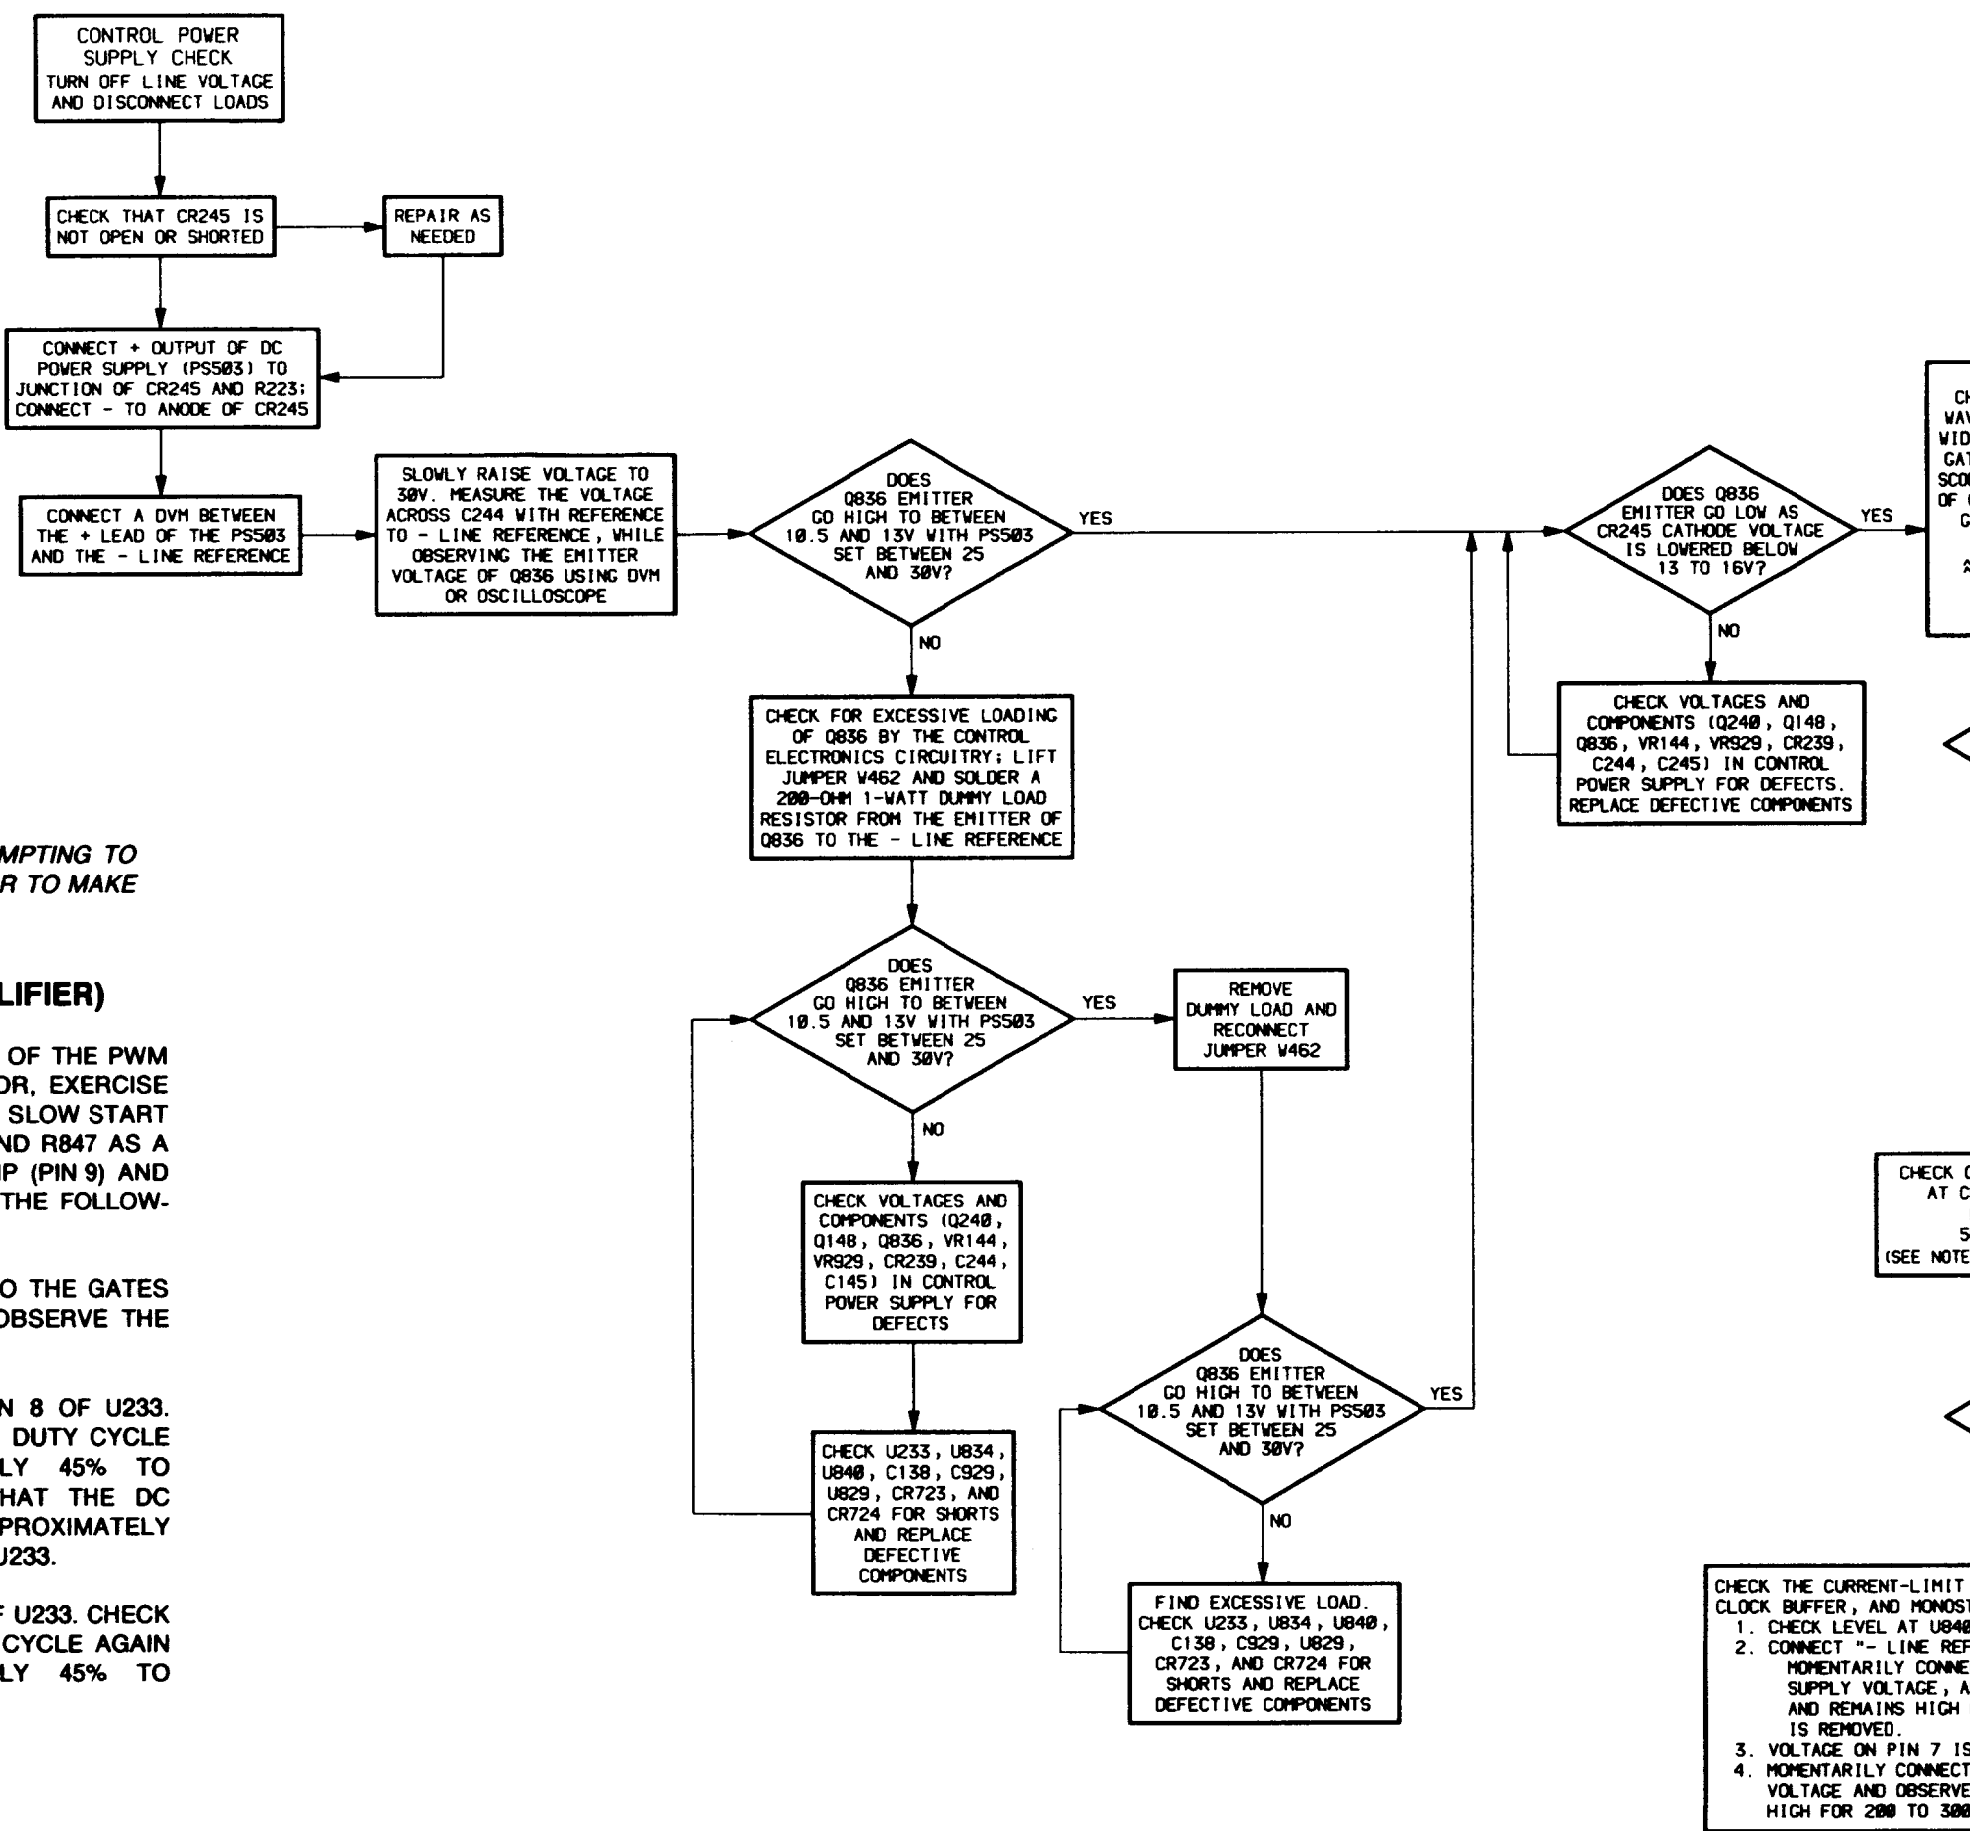 CONTROL POWER
SUPPLY CHECK
TURN OFF LINE VOLTAGE
AND DISCONNECT LOADS
CHECK THAT CR245 IS
NOT OPEN OR SHORTED
REPAIR AS
NEEDED
CONNECT + OUTPUT OF DC
POWER SUPPLY (PS503) TO
JUNCTION OF CR245 AND R223;
CONNECT - TO ANODE OF CR245
CONNECT A DVM BETWEEN
THE + LEAD OF THE PS503
AND THE - LINE REFERENCE
SLOWLY RAISE VOLTAGE TO
30V. MEASURE THE VOLTAGE
ACROSS C244 WITH REFERENCE
TO - LINE REFERENCE, WHILE
OBSERVING THE EMITTER
VOLTAGE OF Q836 USING DVM
OR OSCILLOSCOPE
DOES
Q836 EMITTER
GO HIGH TO BETWEEN
10.5 AND 13V WITH PS503
SET BETWEEN 25
AND 30V?
YES
NO
DOES Q836
EMITTER GO LOW AS
CR245 CATHODE VOLTAGE
IS LOWERED BELOW
13 TO 16V?
YES
NO
CH
WAV
WID
GAT
SCO
OF
G
CHECK VOLTAGES AND
COMPONENTS (Q240, Q148,
Q836, VR144, VR929, CR239,
C244, C245) IN CONTROL
POWER SUPPLY FOR DEFECTS.
REPLACE DEFECTIVE COMPONENTS
CHECK FOR EXCESSIVE LOADING
OF Q836 BY THE CONTROL
ELECTRONICS CIRCUITRY; LIFT
JUMPER W462 AND SOLDER A
200-OHM 1-WATT DUMMY LOAD
RESISTOR FROM THE EMITTER OF
Q836 TO THE - LINE REFERENCE
DOES
Q836 EMITTER
GO HIGH TO BETWEEN
10.5 AND 13V WITH PS503
SET BETWEEN 25
AND 30V?
YES
NO
REMOVE
DUMMY LOAD AND
RECONNECT
JUMPER W462
CHECK VOLTAGES AND
COMPONENTS (Q240,
Q148, Q836, VR144,
VR929, CR239, C244,
C145) IN CONTROL
POWER SUPPLY FOR
DEFECTS
CHECK U233, U834,
U840, C138, C929,
U829, CR723, AND
CR724 FOR SHORTS
AND REPLACE
DEFECTIVE
COMPONENTS
DOES
Q836 EMITTER
GO HIGH TO BETWEEN
10.5 AND 13V WITH PS503
SET BETWEEN 25
AND 30V?
YES
NO
FIND EXCESSIVE LOAD.
CHECK U233, U834, U840,
C138, C929, U829,
CR723, AND CR724 FOR
SHORTS AND REPLACE
DEFECTIVE COMPONENTS
MPTING TO
R TO MAKE
LIFIER)
OF THE PWM
OR, EXERCISE
SLOW START
ND R847 AS A
IP (PIN 9) AND
THE FOLLOW-
O THE GATES
OBSERVE THE
N 8 OF U233.
DUTY CYCLE
LY 45% TO
HAT THE DC
PROXIMATELY
U233.
F U233. CHECK
CYCLE AGAIN
LY 45% TO
CHECK
AT C
5
(SEE NOTE
CHECK THE CURRENT-LIMIT
CLOCK BUFFER, AND MONOST
1. CHECK LEVEL AT U840
2. CONNECT "- LINE REF
MOMENTARILY CONNE
SUPPLY VOLTAGE, A
AND REMAINS HIGH
IS REMOVED.
3. VOLTAGE ON PIN 7 IS
4. MOMENTARILY CONNECT
VOLTAGE AND OBSERVE
HIGH FOR 200 TO 300